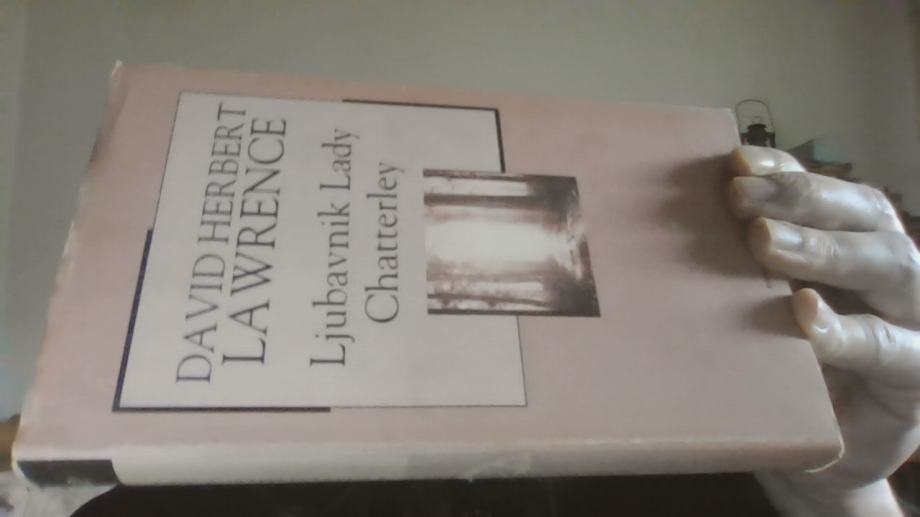 DAVID HERBERT
LAWRENCE
Ljubavnik Lady
Chatterley